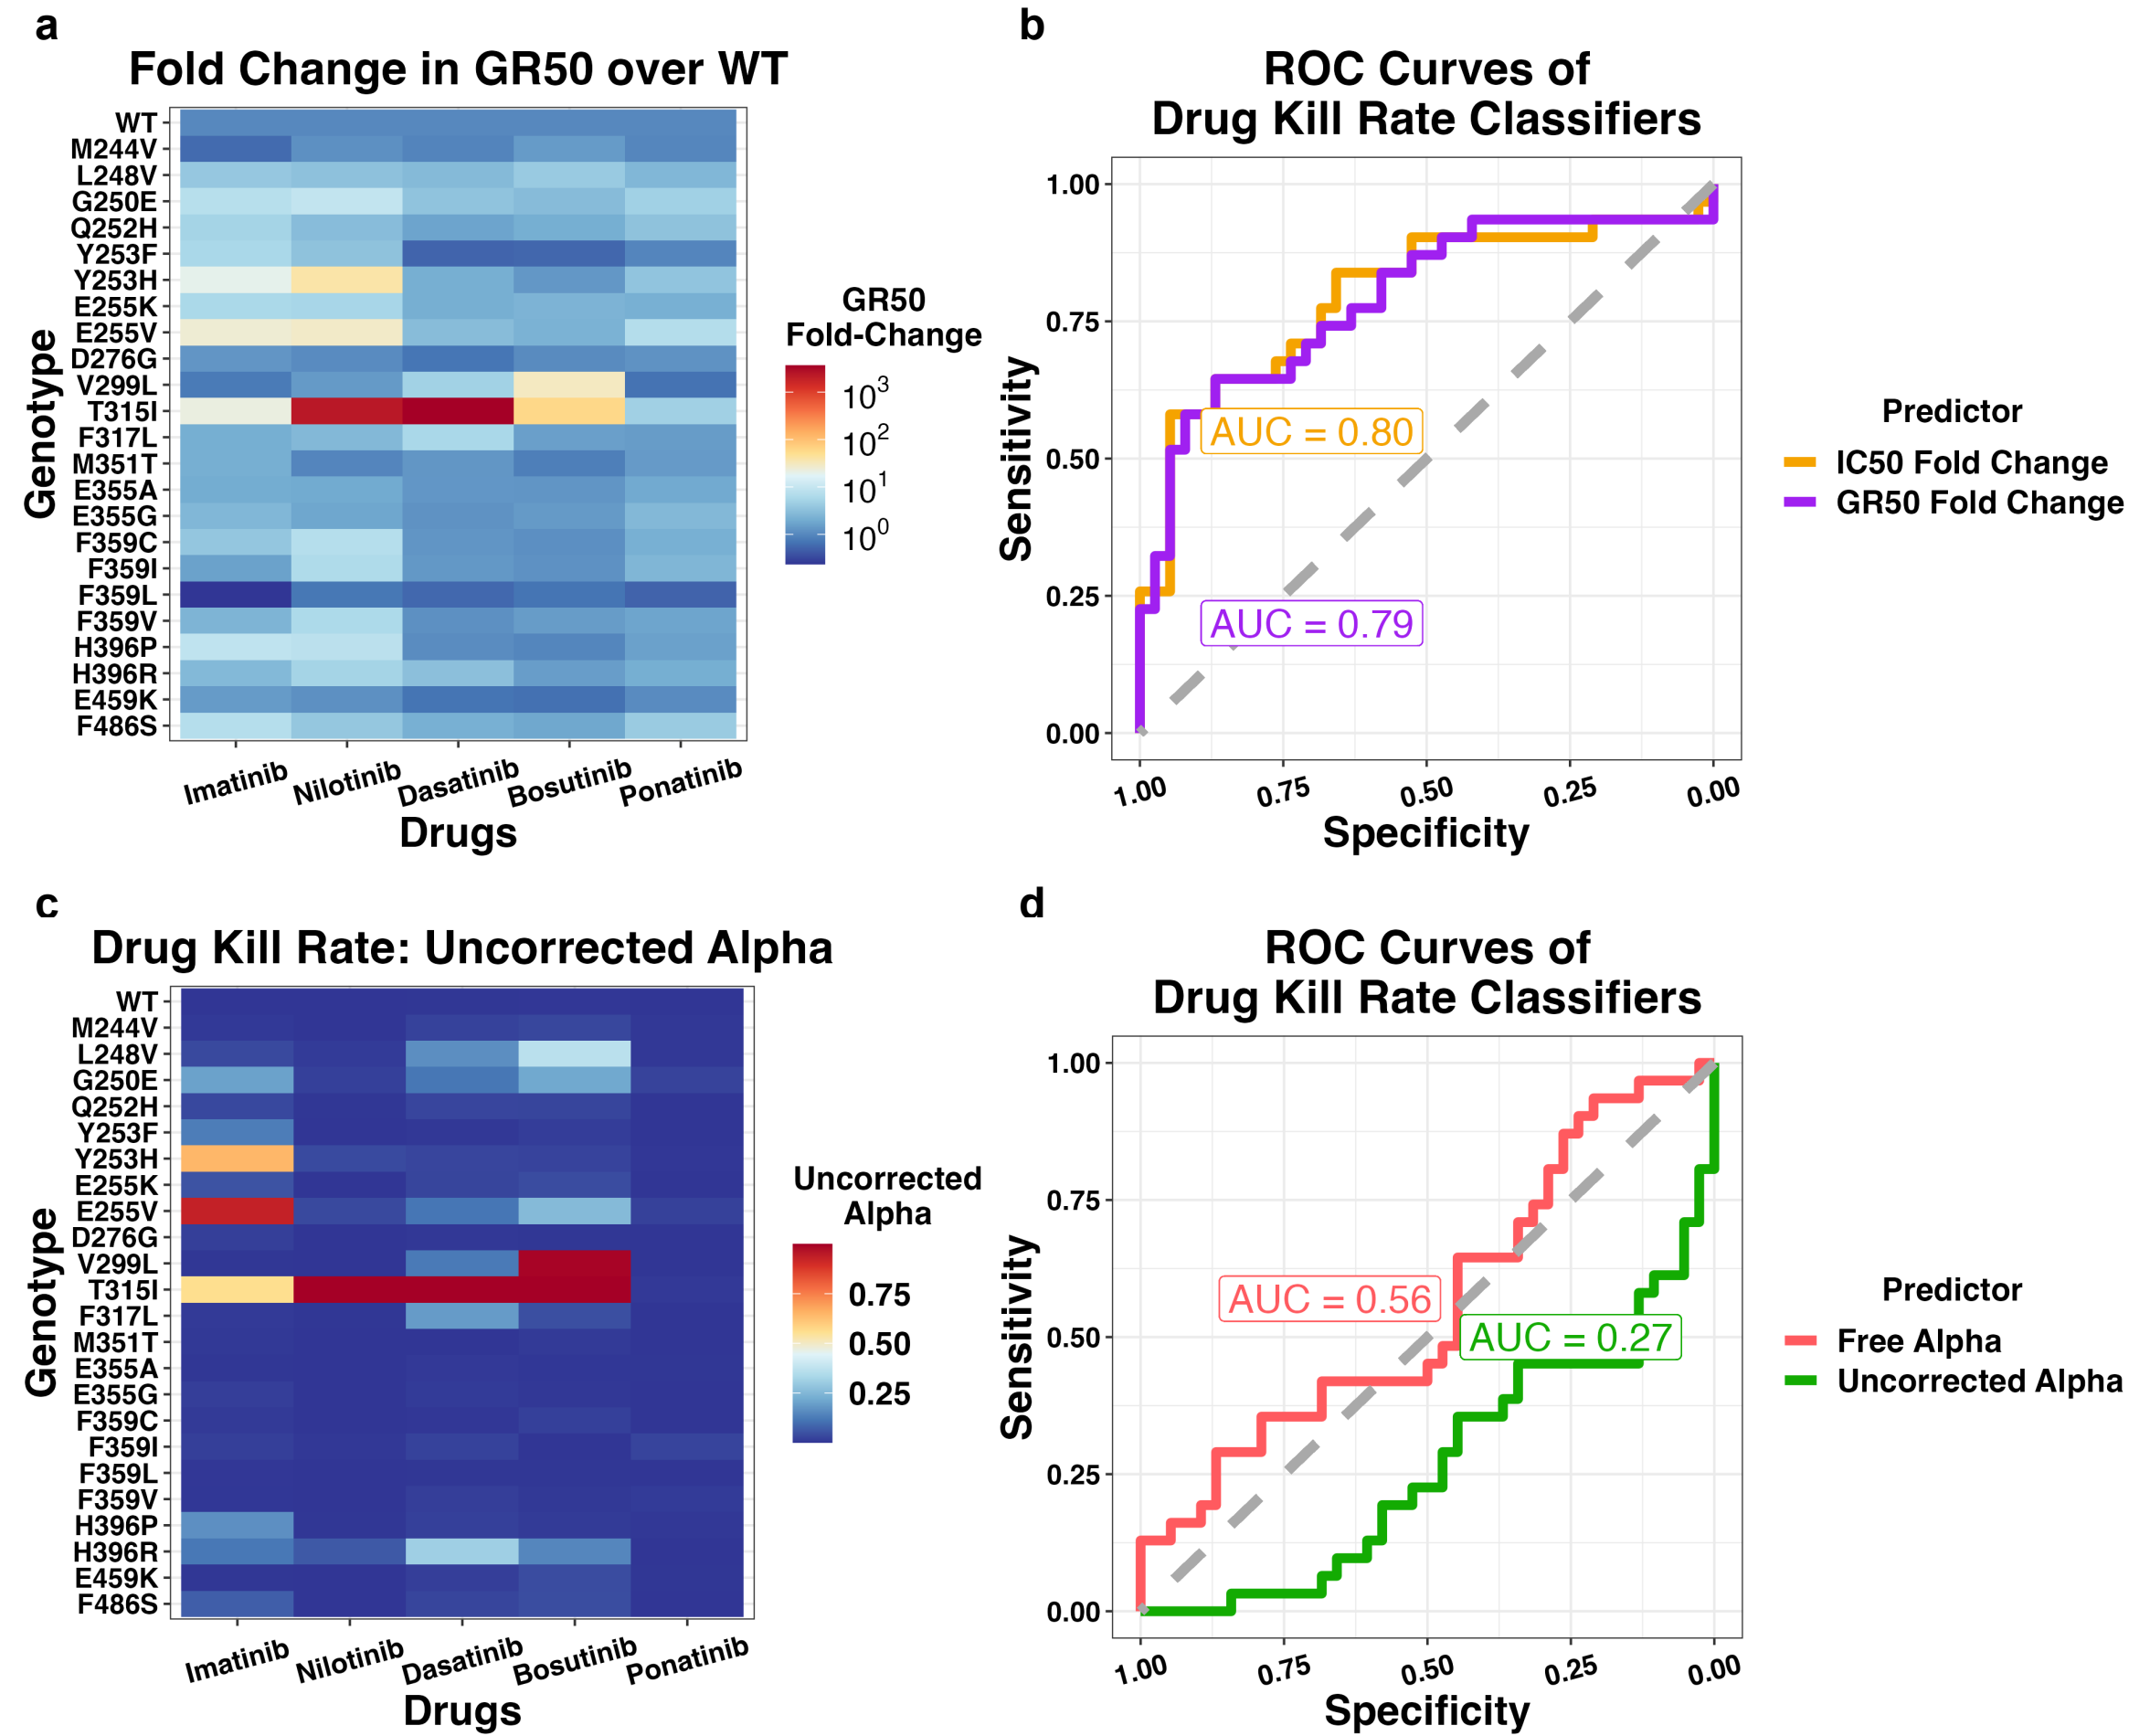 a
Fold Change in GR50 over WT
Genotype
WT
M244V
L248V
G250E
Q252H
Y253F
Y253H
E255K
E255V
D276G
V299L
T315I
F317L
M351T
E355A
E355G
F359C
F359I
F359L
F359V
H396P
H396R
E459K
F486S
Imatinib
Nilotinib
Dasatinib
Bosutinib
Ponatinib
Drugs
GR50
Fold-Change
10³
10²
10¹
10⁰
b
ROC Curves of
Drug Kill Rate Classifiers
Sensitivity
1.00
0.75
0.50
0.25
0.00
AUC = 0.80
AUC = 0.79
1.00
0.75
0.50
0.25
0.00
Specificity
Predictor
IC50 Fold Change
GR50 Fold Change
c
Drug Kill Rate: Uncorrected Alpha
Genotype
WT
M244V
L248V
G250E
Q252H
Y253F
Y253H
E255K
E255V
D276G
V299L
T315I
F317L
M351T
E355A
E355G
F359C
F359I
F359L
F359V
H396P
H396R
E459K
F486S
Imatinib
Nilotinib
Dasatinib
Bosutinib
Ponatinib
Drugs
Uncorrected
Alpha
0.75
0.50
0.25
d
ROC Curves of
Drug Kill Rate Classifiers
Sensitivity
1.00
0.75
0.50
0.25
0.00
AUC = 0.56
AUC = 0.27
1.00
0.75
0.50
0.25
0.00
Specificity
Predictor
Free Alpha
Uncorrected Alpha